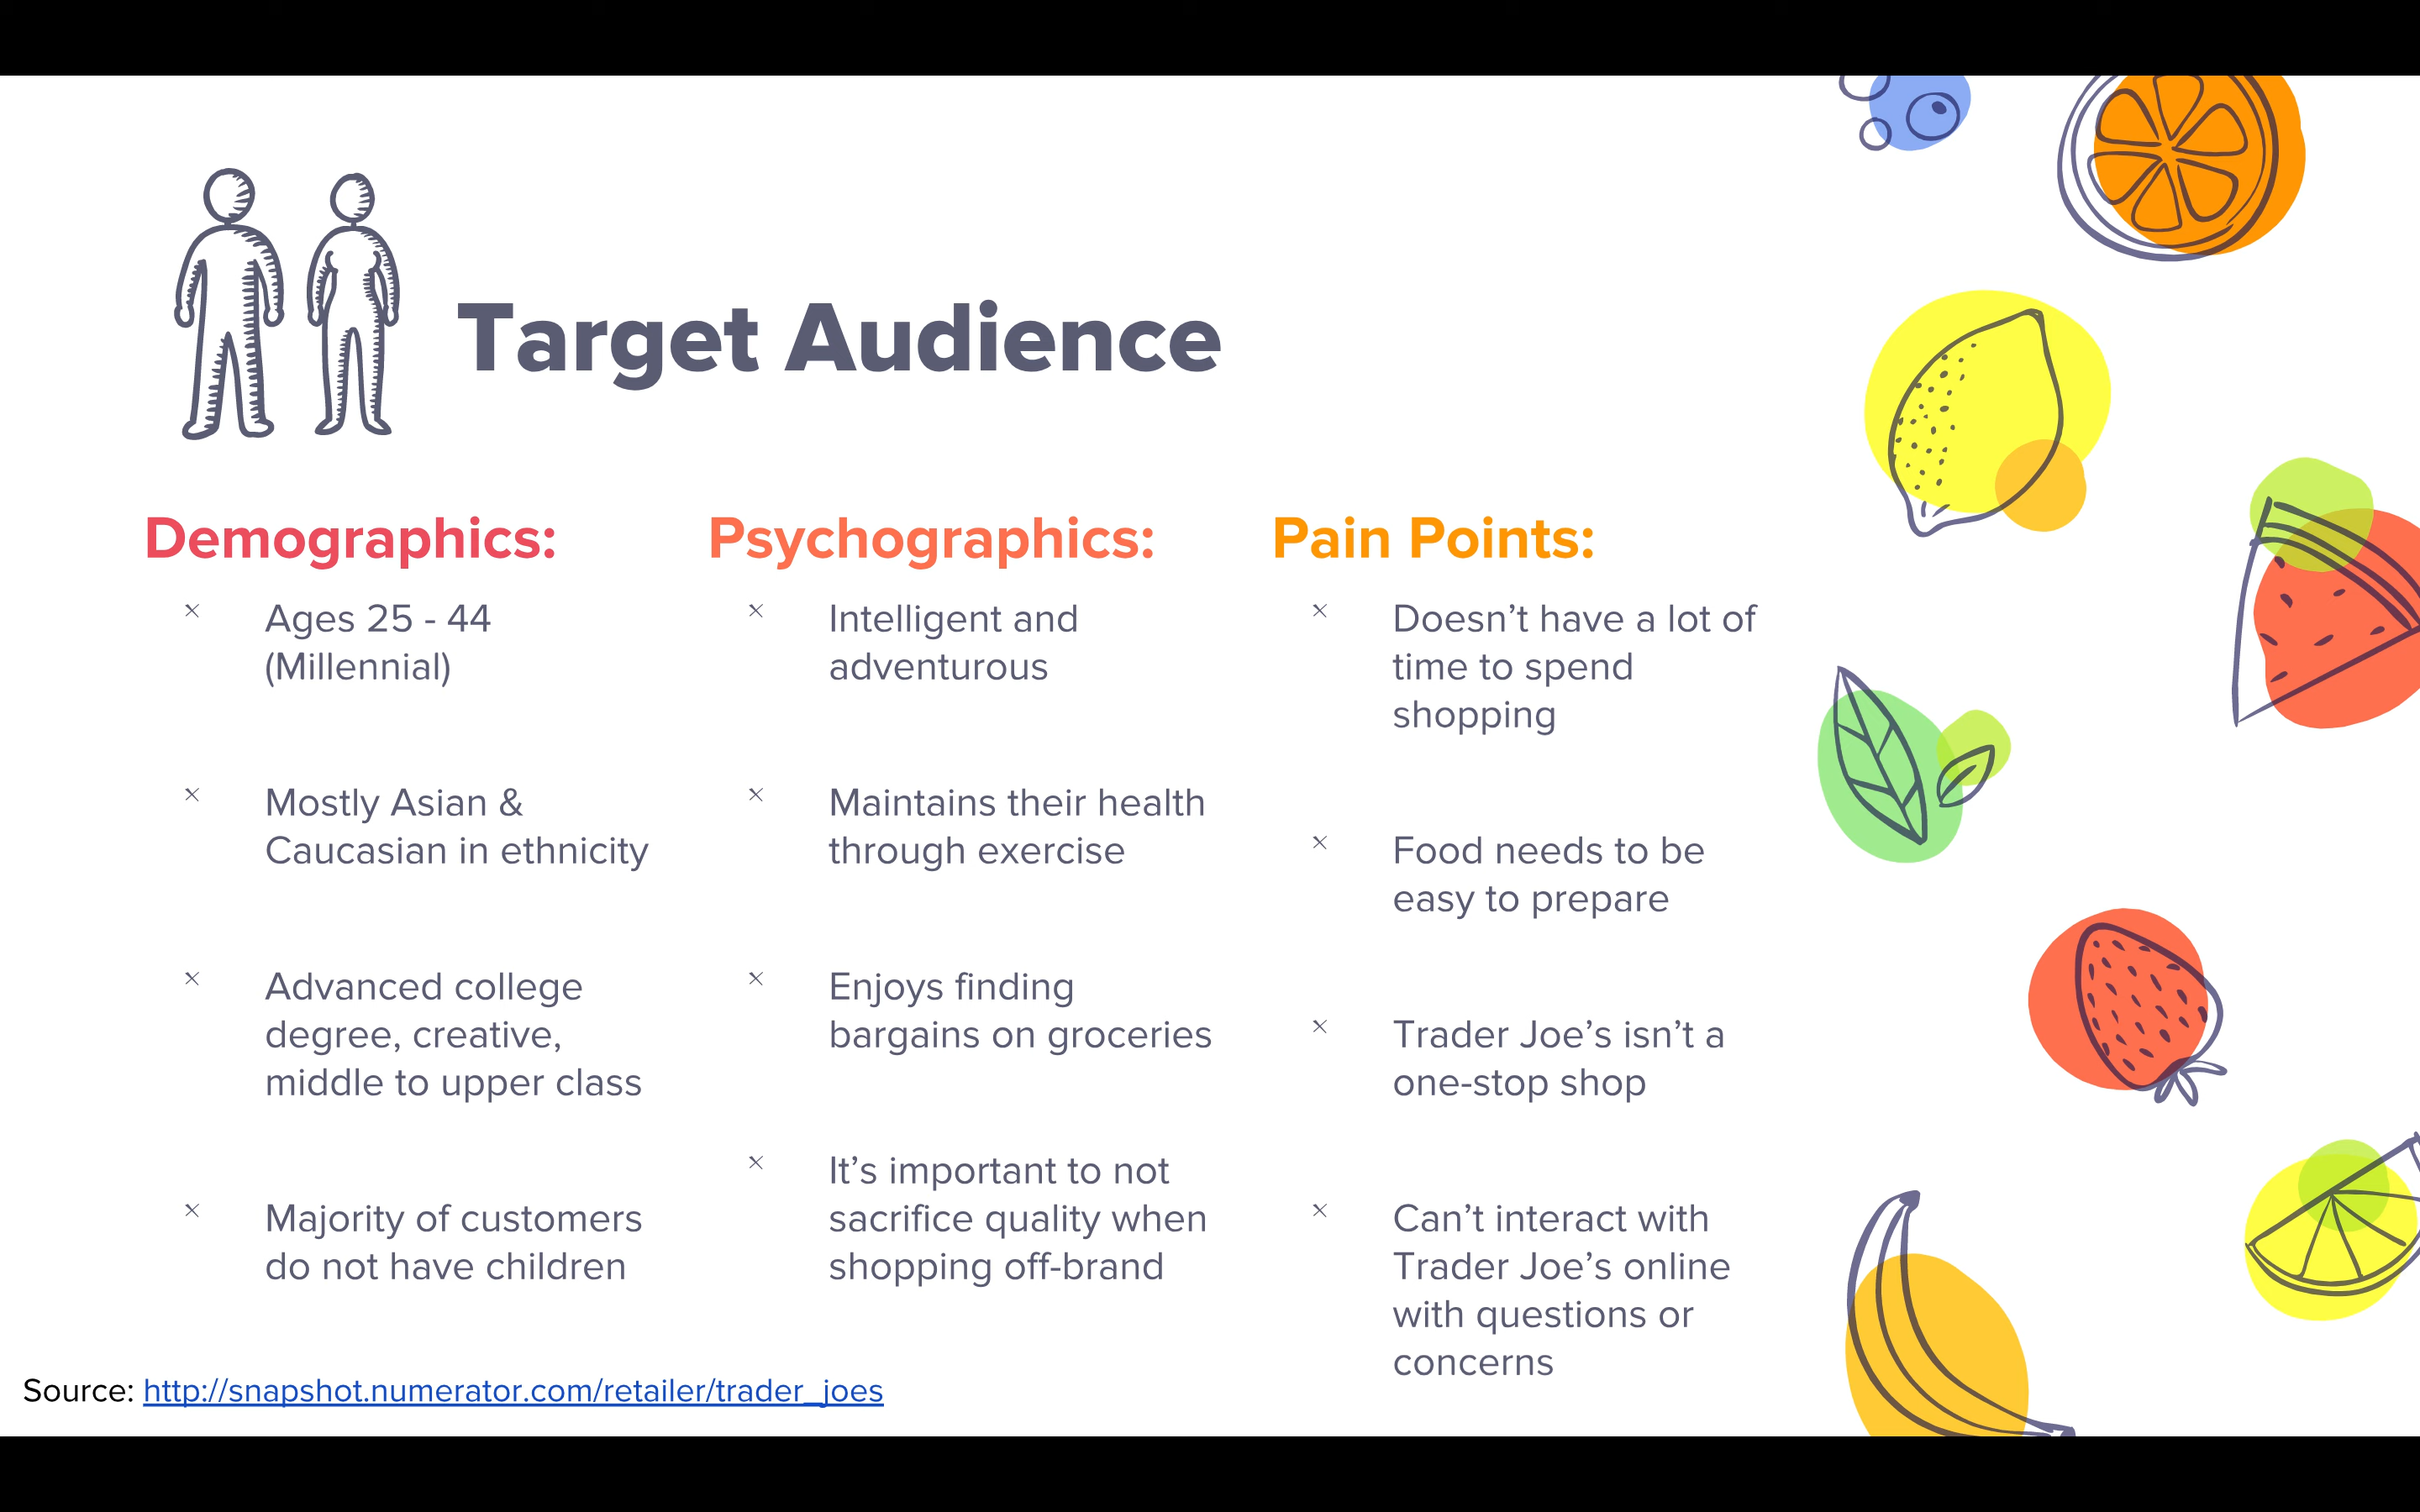 Target Audience
Demographics:
× Ages 25 - 44
(Millennial)
× Mostly Asian &
Caucasian in ethnicity
× Advanced college
degree, creative,
middle to upper class
× Majority of customers
do not have children
Psychographics:
× Intelligent and
adventurous
× Maintains their health
through exercise
× Enjoys finding
bargains on groceries
× It’s important to not
sacrifice quality when
shopping off-brand
Pain Points:
× Doesn’t have a lot of
time to spend
shopping
× Food needs to be
easy to prepare
× Trader Joe’s isn’t a
one-stop shop
× Can’t interact with
Trader Joe’s online
with questions or
concerns
Source: http://snapshot.numerator.com/retailer/trader_joes